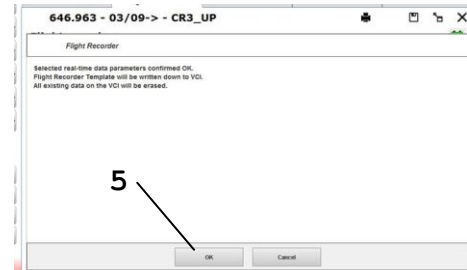 646.963 - 03/09-> - CR3_UP
Flight Recorder
Selected real-time data parameters confirmed OK.
Flight Recorder Template will be written down to VCI.
All existing data on the VCI will be erased.
5
OK
Cancel